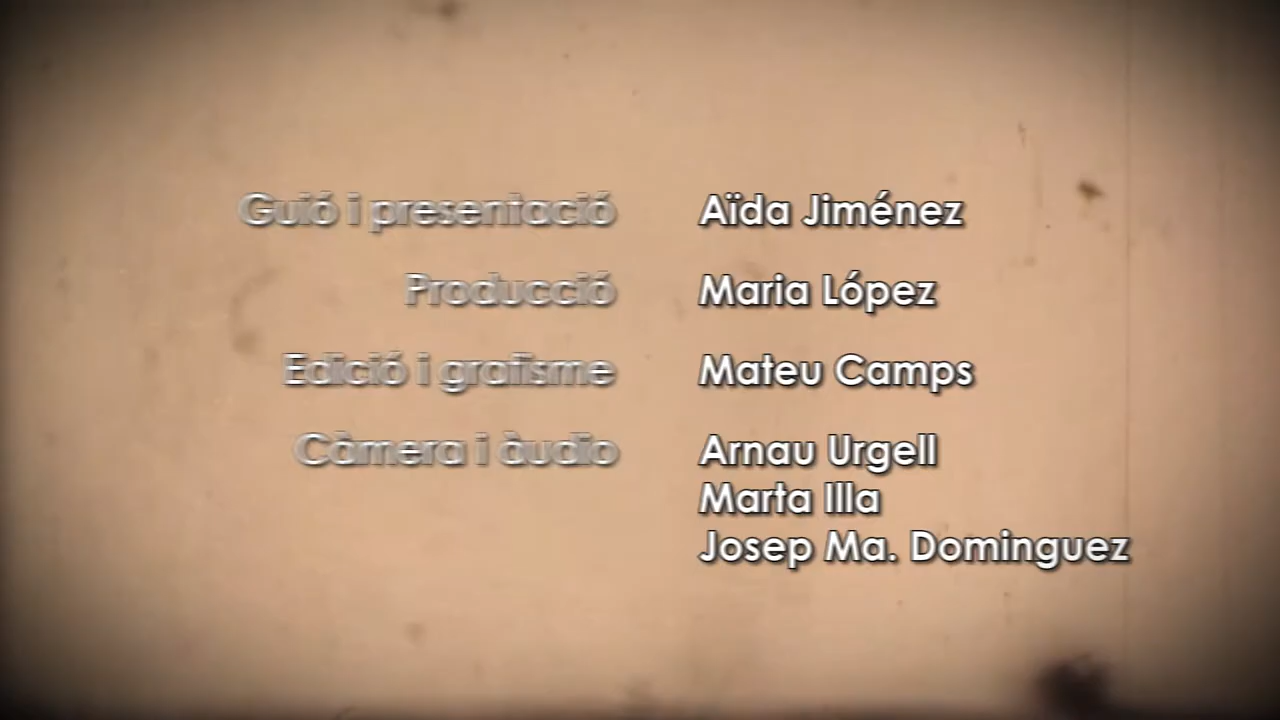 Guió i presentació Aïda Jiménez
Producció Maria López
Edició i grafisme Mateu Camps
Càmera i àudio Arnau Urgell
Marta Illa
Josep Ma. Dominguez